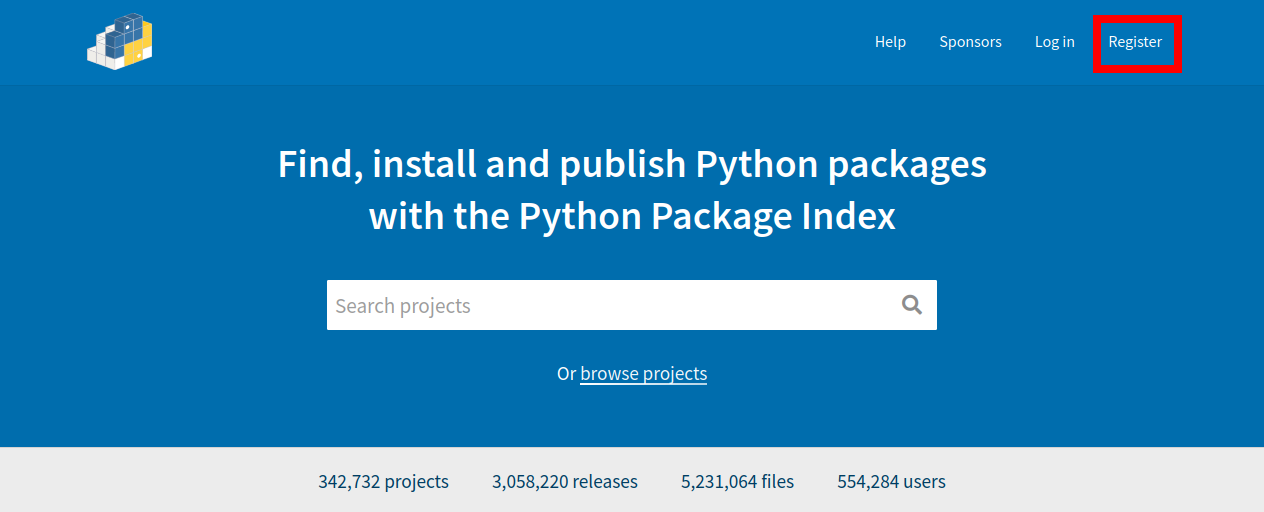 Help Sponsors Log in Register
Find, install and publish Python packages
with the Python Package Index
Search projects
Or browse projects
342,732 projects 3,058,220 releases 5,231,064 files 554,284 users